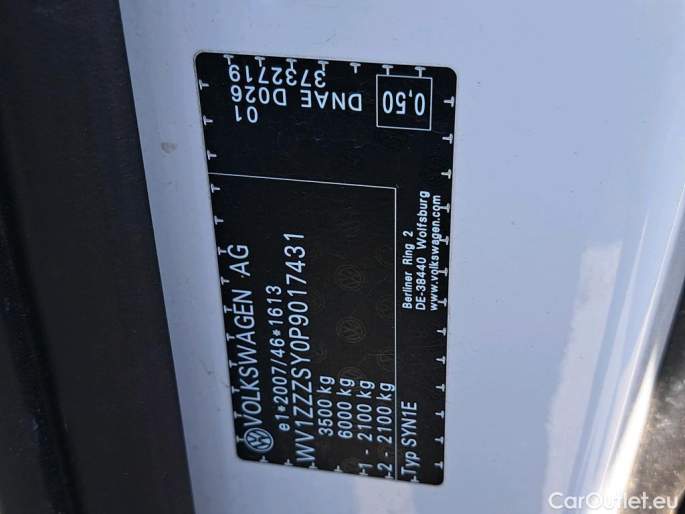 VOLKSWAGEN AG
e1*2007/46*1613
WV1ZZZSY0P9017431
3500 kg
6000 kg
1 - 2100 kg
2 - 2100 kg
Typ SYN1E
Berliner Ring 2
DE-38440 Wolfsburg
www.volkswagen.com
01
3732719
DNAE D026
0,50
CarOutlet.eu